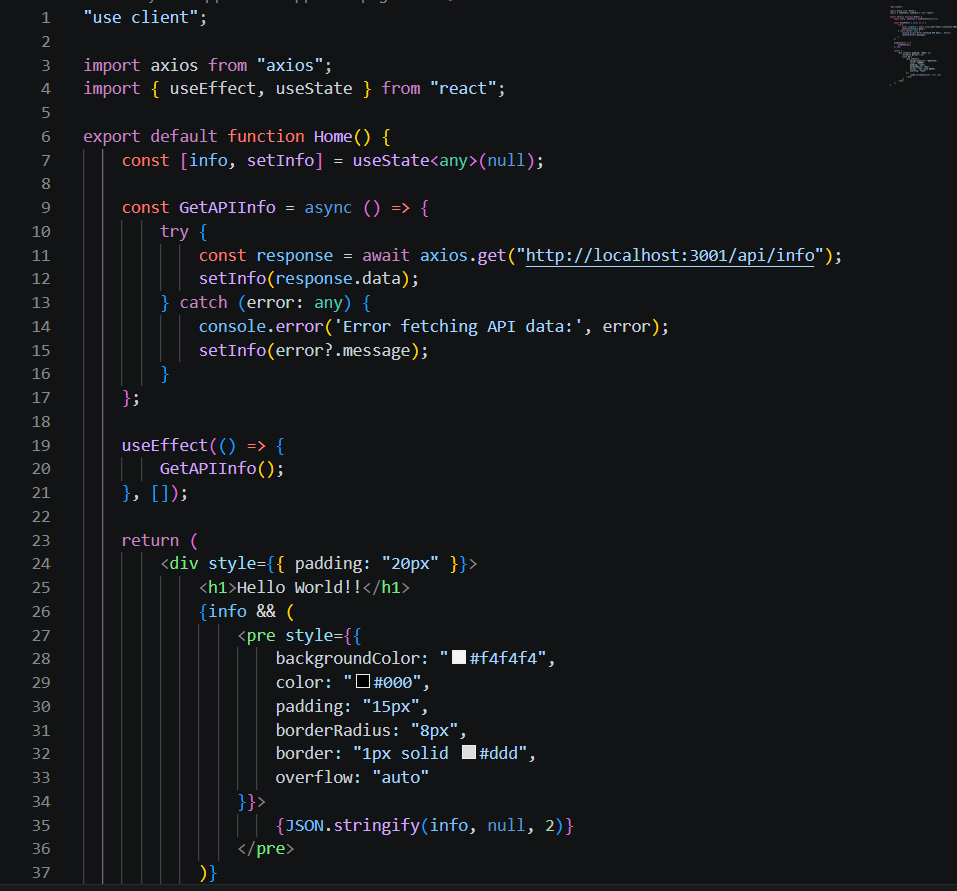 1 "use client";
2
3 import axios from "axios";
4 import { useEffect, useState } from "react";
5
6 export default function Home() {
7 const [info, setInfo] = useState<any>(null);
8
9 const GetAPIInfo = async () => {
10 try {
11 const response = await axios.get("http://localhost:3001/api/info");
12 setInfo(response.data);
13 } catch (error: any) {
14 console.error('Error fetching API data:', error);
15 setInfo(error?.message);
16 }
17 };
18
19 useEffect(() => {
20 GetAPIInfo();
21 }, []);
22
23 return (
24 <div style={{ padding: "20px" }}>
25 <h1>Hello World!!</h1>
26 {info && (
27 <pre style={{
28 backgroundColor: "#f4f4f4",
29 color: "#000",
30 padding: "15px",
31 borderRadius: "8px",
32 border: "1px solid #ddd",
33 overflow: "auto"
34 }}>
35 {JSON.stringify(info, null, 2)}
36 </pre>
37 )}